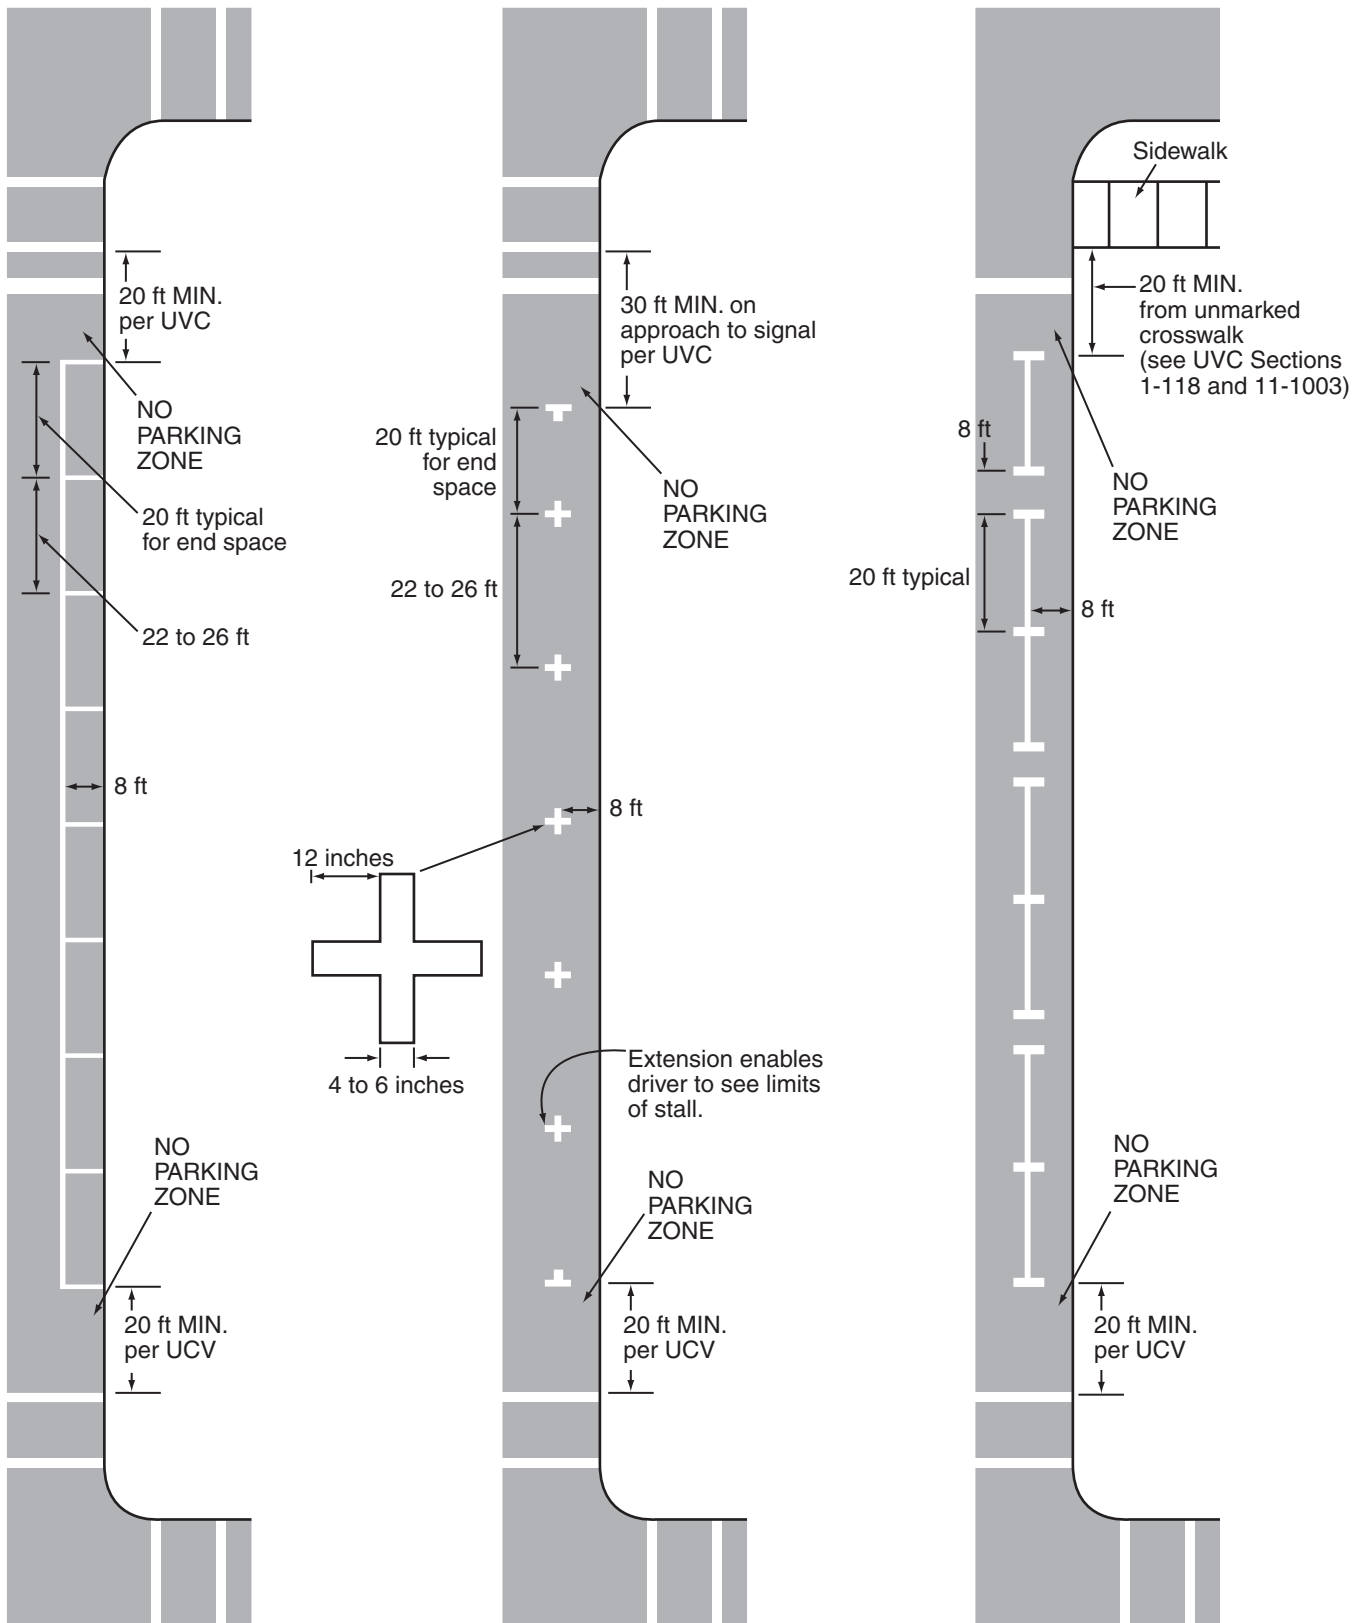 20 ft MIN.
per UVC
NO
PARKING
ZONE
20 ft typical
for end space
22 to 26 ft
8 ft
NO
PARKING
ZONE
20 ft MIN.
per UCV
30 ft MIN. on
approach to signal
per UVC
20 ft typical
for end
space
NO
PARKING
ZONE
22 to 26 ft
8 ft
12 inches
4 to 6 inches
Extension enables
driver to see limits
of stall.
NO
PARKING
ZONE
20 ft MIN.
per UCV
Sidewalk
20 ft MIN.
from unmarked
crosswalk
(see UVC Sections
1-118 and 11-1003)
8 ft
NO
PARKING
ZONE
20 ft typical
8 ft
NO
PARKING
ZONE
20 ft MIN.
per UCV